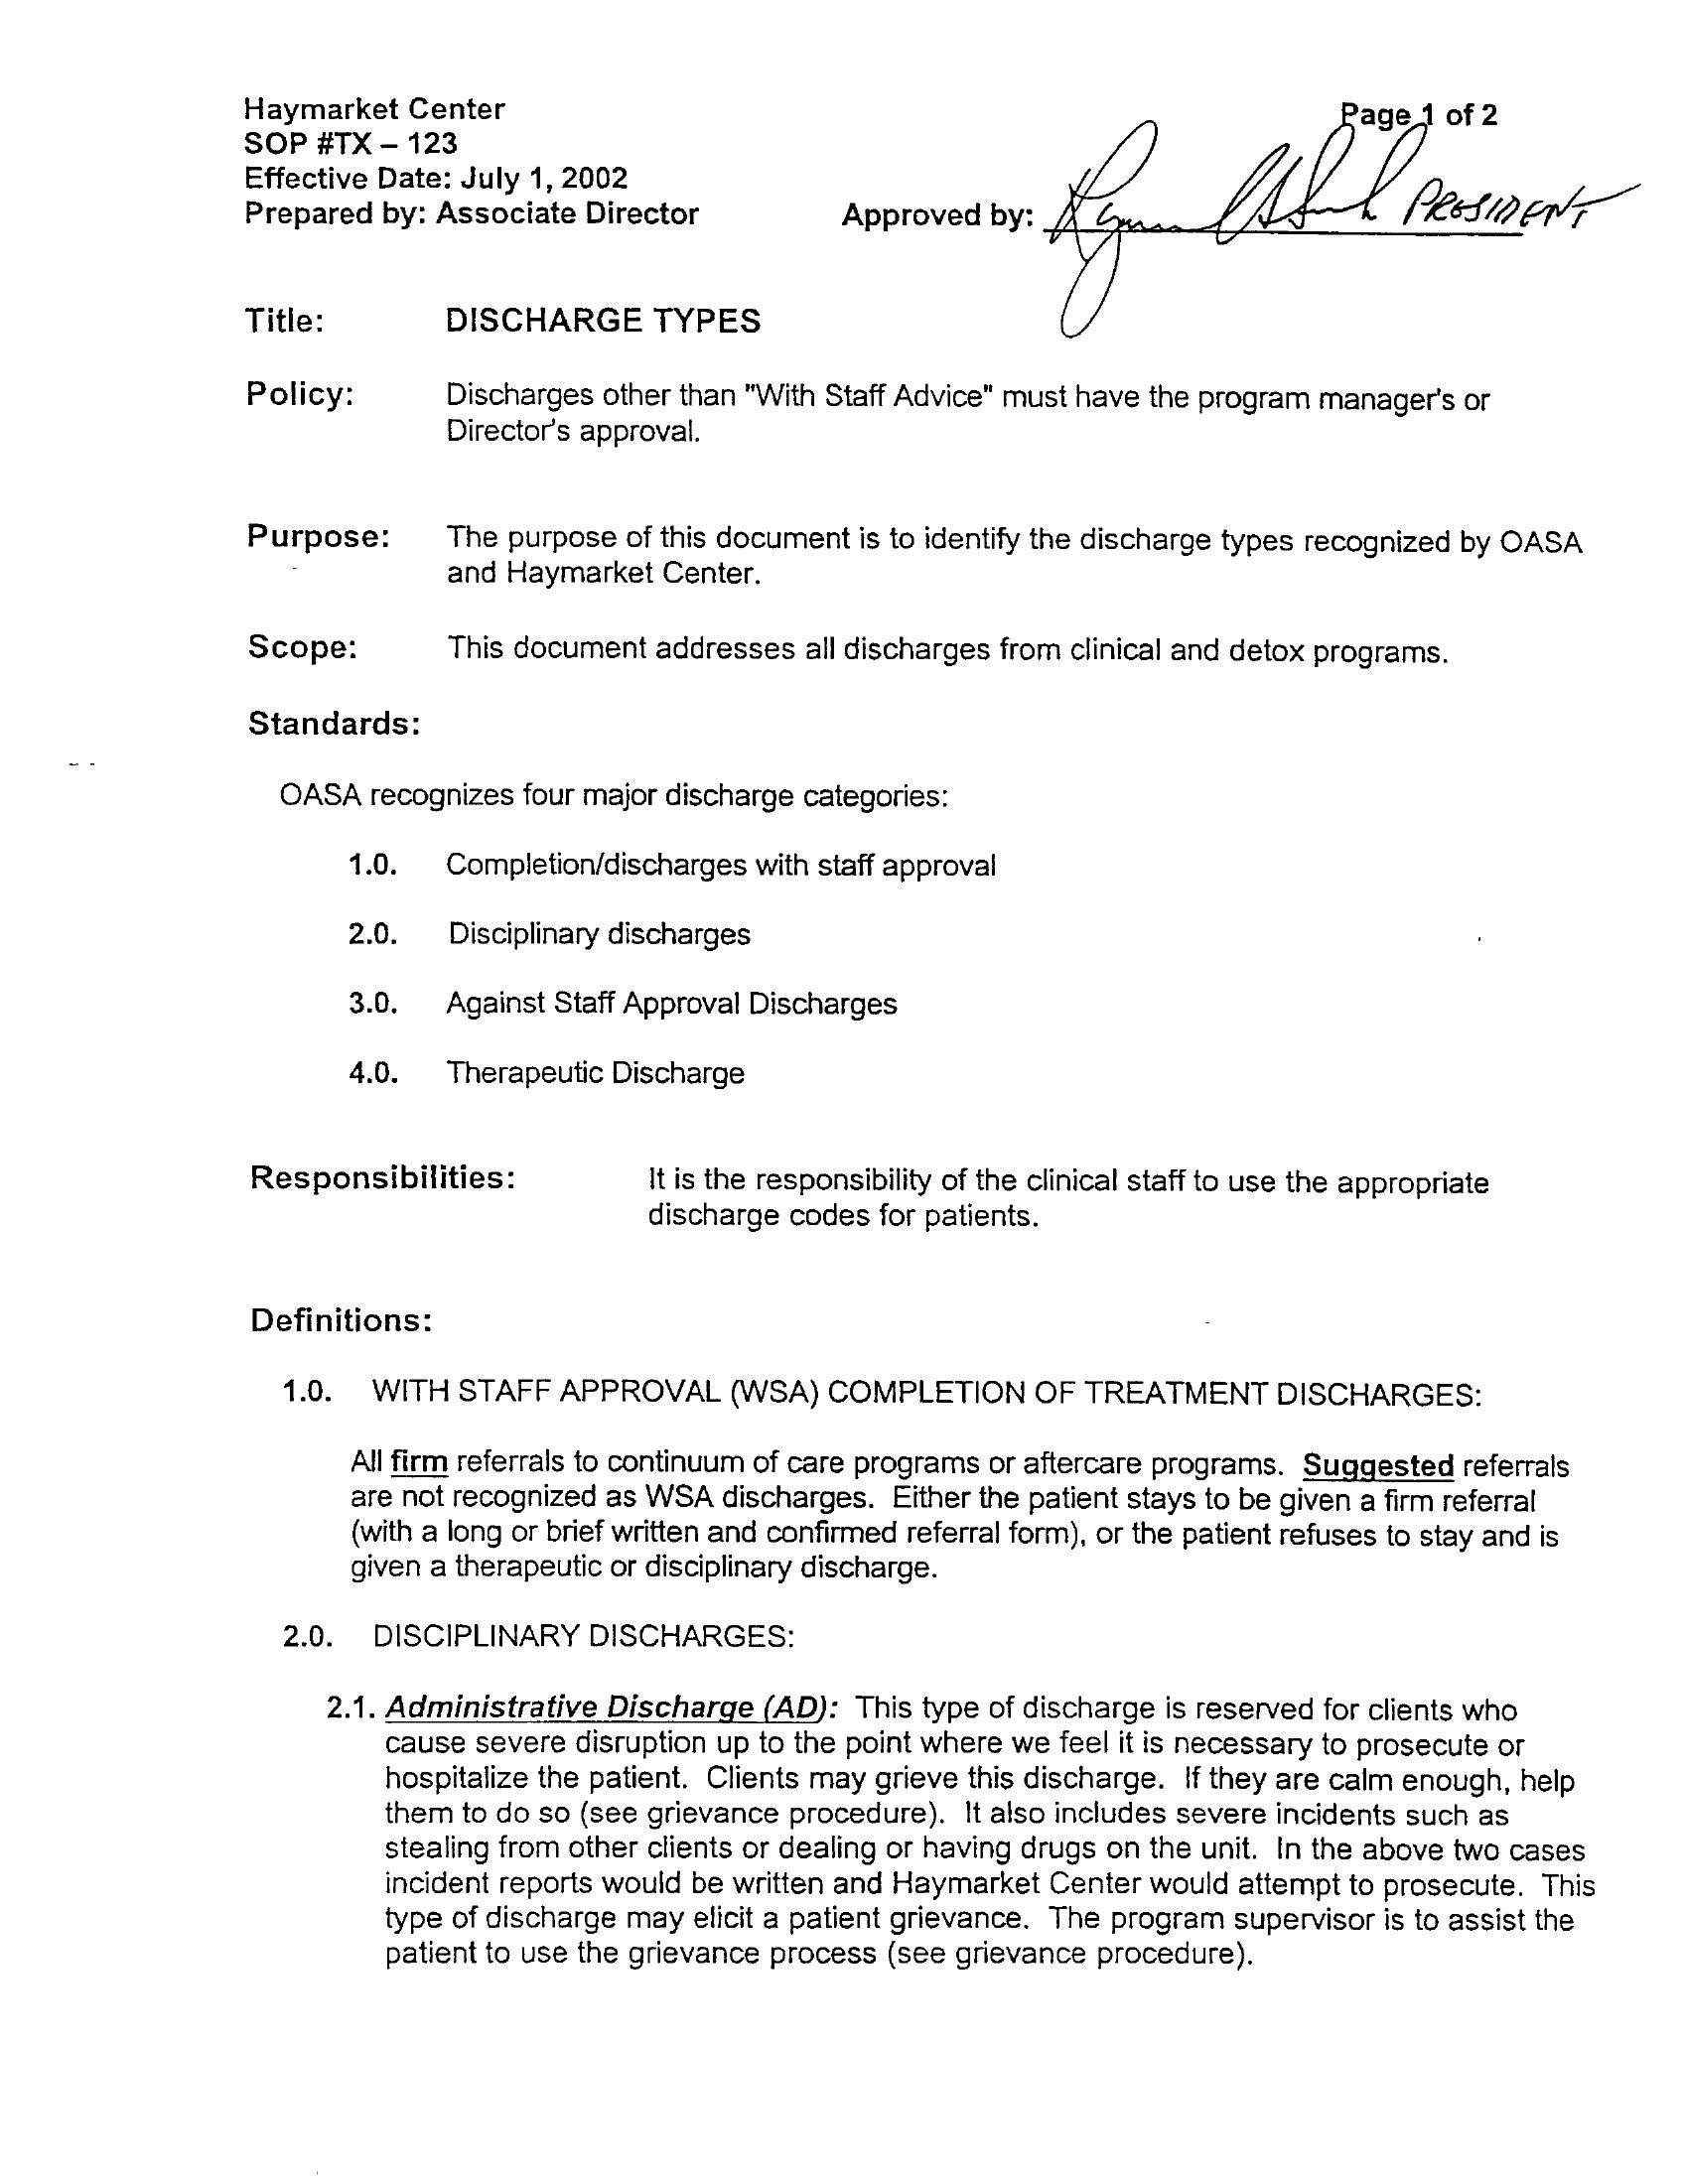 Haymarket Center
Page 1 of 2
SOP #TX – 123
Effective Date: July 1, 2002
Prepared by: Associate Director
Approved by: PRESIDENT
Title: DISCHARGE TYPES
Policy: Discharges other than "With Staff Advice" must have the program manager's or
Director's approval.
Purpose: The purpose of this document is to identify the discharge types recognized by OASA
and Haymarket Center.
Scope: This document addresses all discharges from clinical and detox programs.
Standards:
OASA recognizes four major discharge categories:
1.0. Completion/discharges with staff approval
2.0. Disciplinary discharges
3.0. Against Staff Approval Discharges
4.0. Therapeutic Discharge
Responsibilities: It is the responsibility of the clinical staff to use the appropriate
discharge codes for patients.
Definitions:
1.0. WITH STAFF APPROVAL (WSA) COMPLETION OF TREATMENT DISCHARGES:
All firm referrals to continuum of care programs or aftercare programs. Suggested referrals
are not recognized as WSA discharges. Either the patient stays to be given a firm referral
(with a long or brief written and confirmed referral form), or the patient refuses to stay and is
given a therapeutic or disciplinary discharge.
2.0. DISCIPLINARY DISCHARGES:
2.1. Administrative Discharge (AD): This type of discharge is reserved for clients who
cause severe disruption up to the point where we feel it is necessary to prosecute or
hospitalize the patient. Clients may grieve this discharge. If they are calm enough, help
them to do so (see grievance procedure). It also includes severe incidents such as
stealing from other clients or dealing or having drugs on the unit. In the above two cases
incident reports would be written and Haymarket Center would attempt to prosecute. This
type of discharge may elicit a patient grievance. The program supervisor is to assist the
patient to use the grievance process (see grievance procedure).